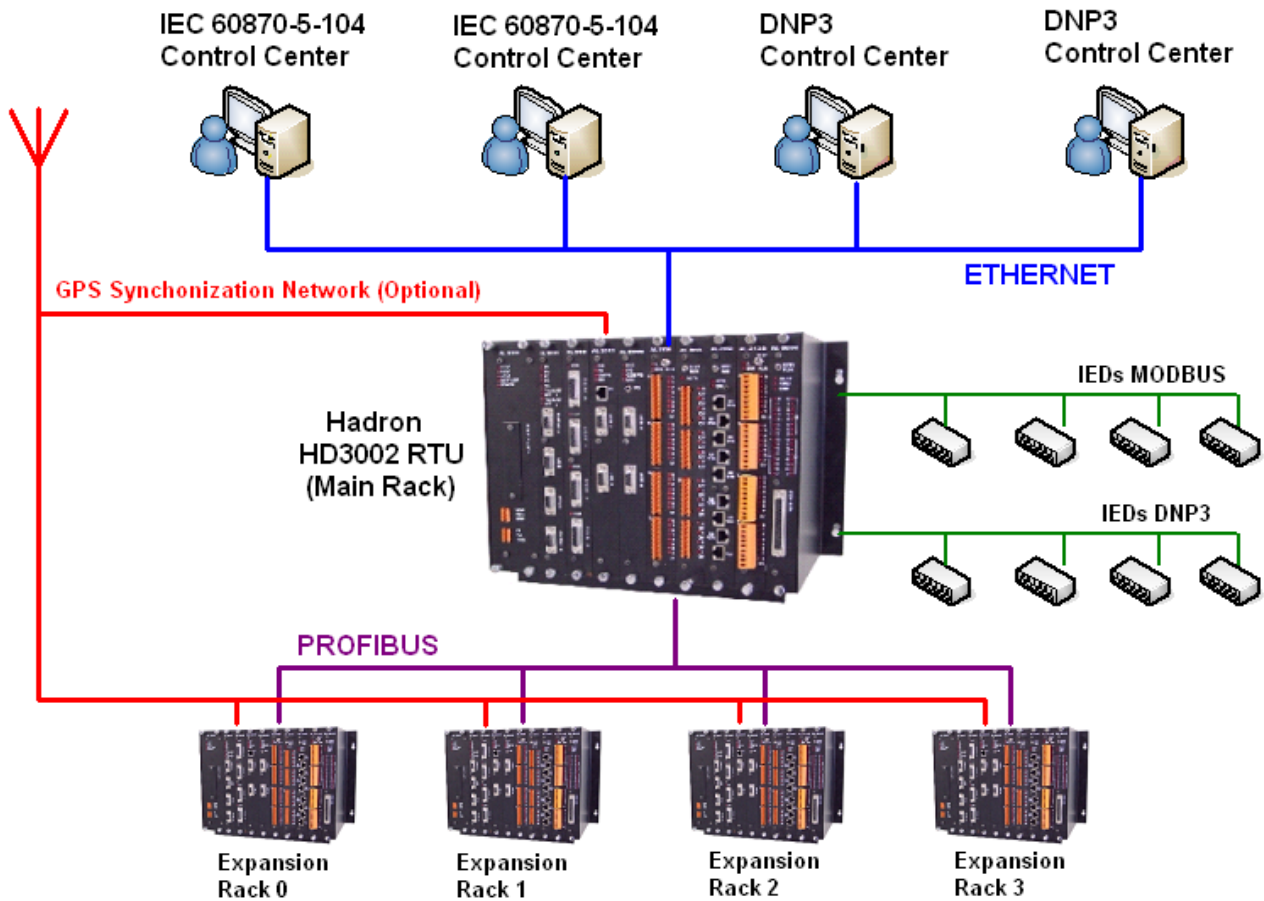 IEC 60870-5-104
Control Center
IEC 60870-5-104
Control Center
DNP3
Control Center
DNP3
Control Center
ETHERNET
GPS Synchonization Network (Optional)
Hadron
HD3002 RTU
(Main Rack)
IEDs MODBUS
IEDs DNP3
PROFIBUS
Expansion
Rack 0
Expansion
Rack 1
Expansion
Rack 2
Expansion
Rack 3